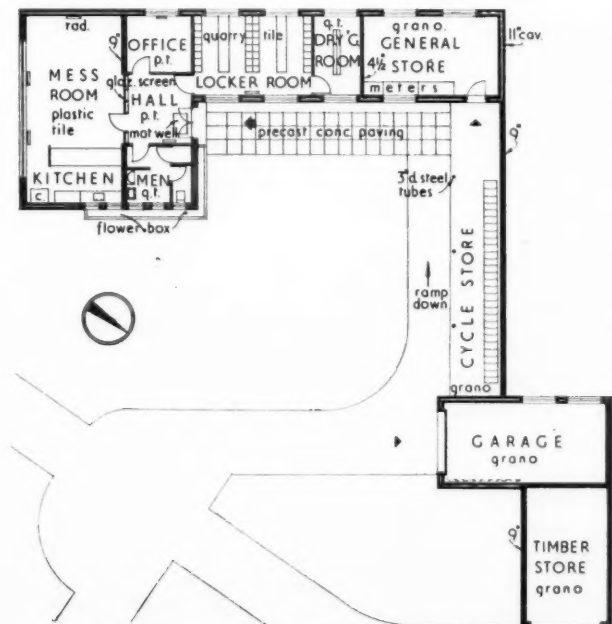 rad.
9"
OFFICE
p.t.
quarry tile
q.t.
DRY'G
ROOM
grano.
GENERAL
STORE
4½"
11" cav.
MESS
ROOM
plastic
tile
glaz. screen
HALL
p.t.
mat well
LOCKER ROOM
meters
9"
precast conc. paving
KITCHEN
c.
MEN
q.t.
3"d. steel
tubes
flower box
ramp
down
CYCLE STORE
grano
GARAGE
grano
9"
TIMBER
STORE
grano